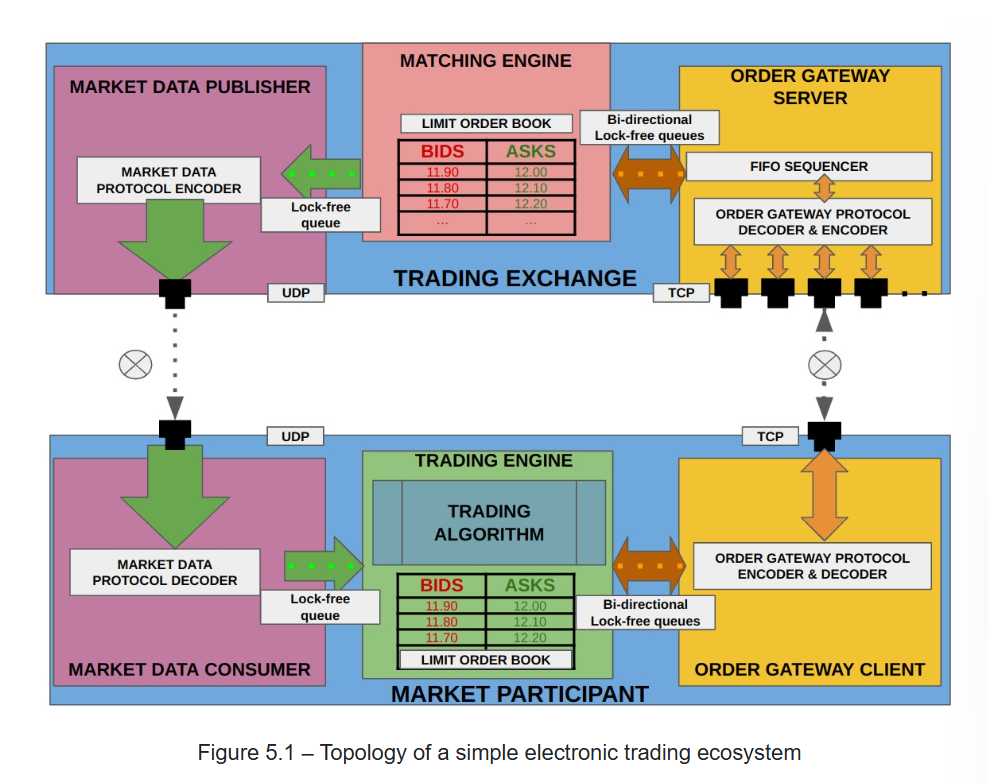 MARKET DATA PUBLISHER
MARKET DATA
PROTOCOL ENCODER
Lock-free
queue
MATCHING ENGINE
LIMIT ORDER BOOK
BIDS ASKS
11.90 12.00
11.80 12.10
11.70 12.20
... ...
Bi-directional
Lock-free queues
ORDER GATEWAY
SERVER
FIFO SEQUENCER
ORDER GATEWAY PROTOCOL
DECODER & ENCODER
TRADING EXCHANGE
UDP
TCP
UDP
TCP
MARKET DATA
PROTOCOL DECODER
Lock-free
queue
MARKET DATA CONSUMER
TRADING ENGINE
TRADING
ALGORITHM
BIDS ASKS
11.90 12.00
11.80 12.10
11.70 12.20
LIMIT ORDER BOOK
Bi-directional
Lock-free queues
ORDER GATEWAY PROTOCOL
ENCODER & DECODER
ORDER GATEWAY CLIENT
MARKET PARTICIPANT
Figure 5.1 – Topology of a simple electronic trading ecosystem